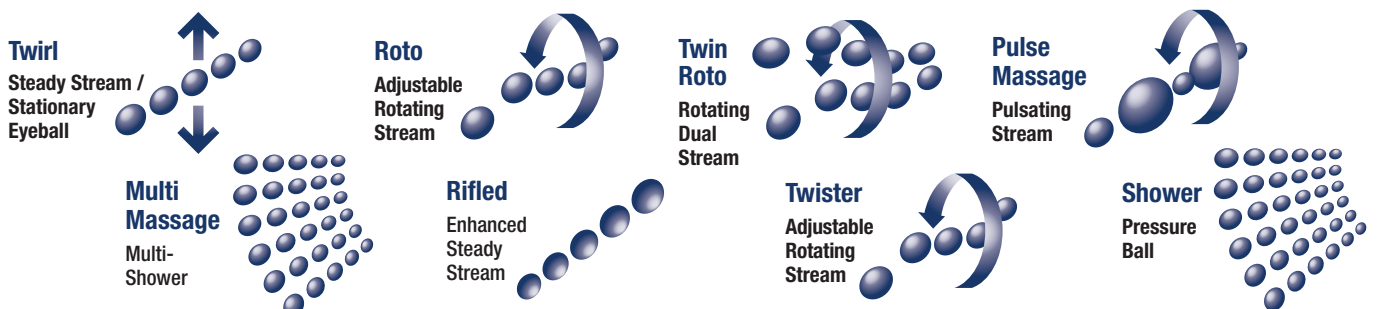 Twirl
Steady Stream /
Stationary
Eyeball
Roto
Adjustable
Rotating
Stream
Twin
Roto
Rotating
Dual
Stream
Pulse
Massage
Pulsating
Stream
Multi
Massage
Multi-
Shower
Rifled
Enhanced
Steady
Stream
Twister
Adjustable
Rotating
Stream
Shower
Pressure
Ball